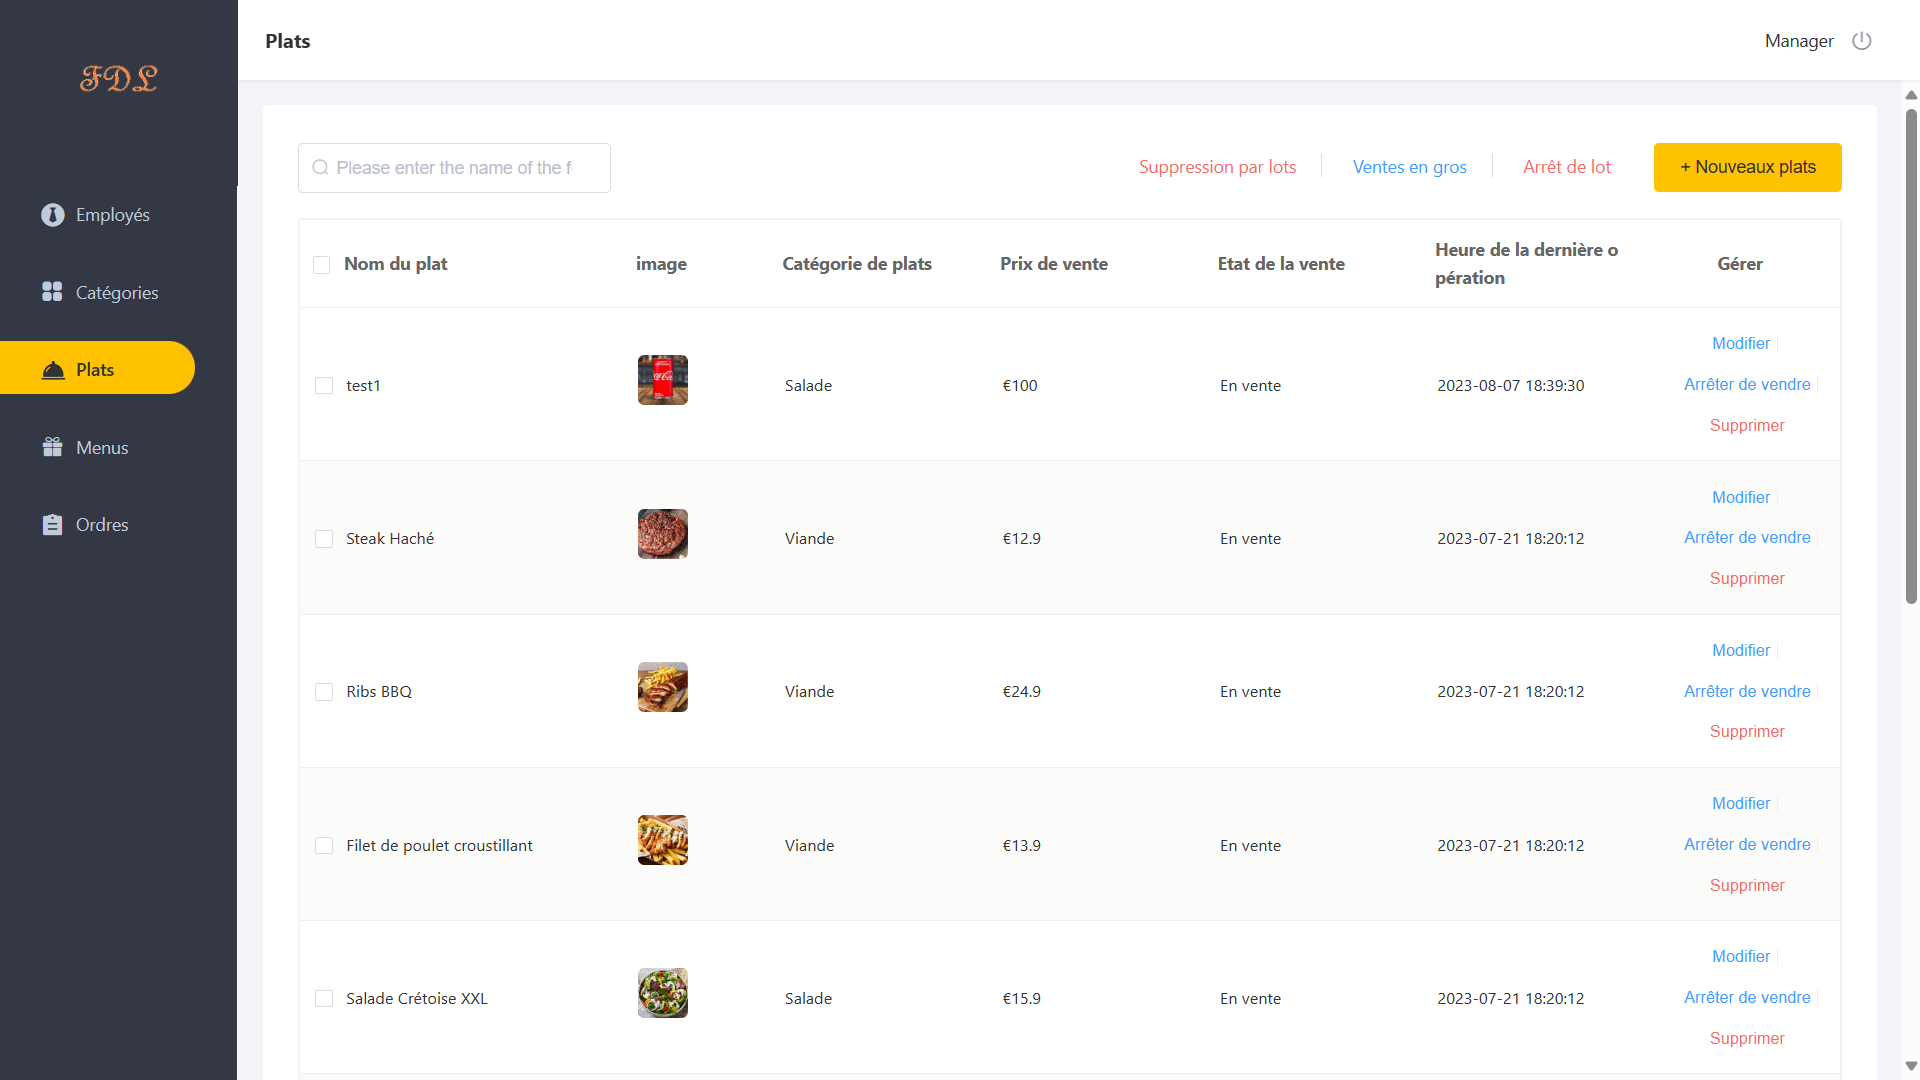 FDL
Plats
Manager
Employés
Catégories
Plats
Menus
Ordres
Please enter the name of the f
Suppression par lots
Ventes en gros
Arrêt de lot
+ Nouveaux plats
Nom du plat
image
Catégorie de plats
Prix de vente
Etat de la vente
Heure de la dernière o
pération
Gérer
test1
Salade
€100
En vente
2023-08-07 18:39:30
Modifier
Arrêter de vendre
Supprimer
Steak Haché
Viande
€12.9
En vente
2023-07-21 18:20:12
Modifier
Arrêter de vendre
Supprimer
Ribs BBQ
Viande
€24.9
En vente
2023-07-21 18:20:12
Modifier
Arrêter de vendre
Supprimer
Filet de poulet croustillant
Viande
€13.9
En vente
2023-07-21 18:20:12
Modifier
Arrêter de vendre
Supprimer
Salade Crétoise XXL
Salade
€15.9
En vente
2023-07-21 18:20:12
Modifier
Arrêter de vendre
Supprimer